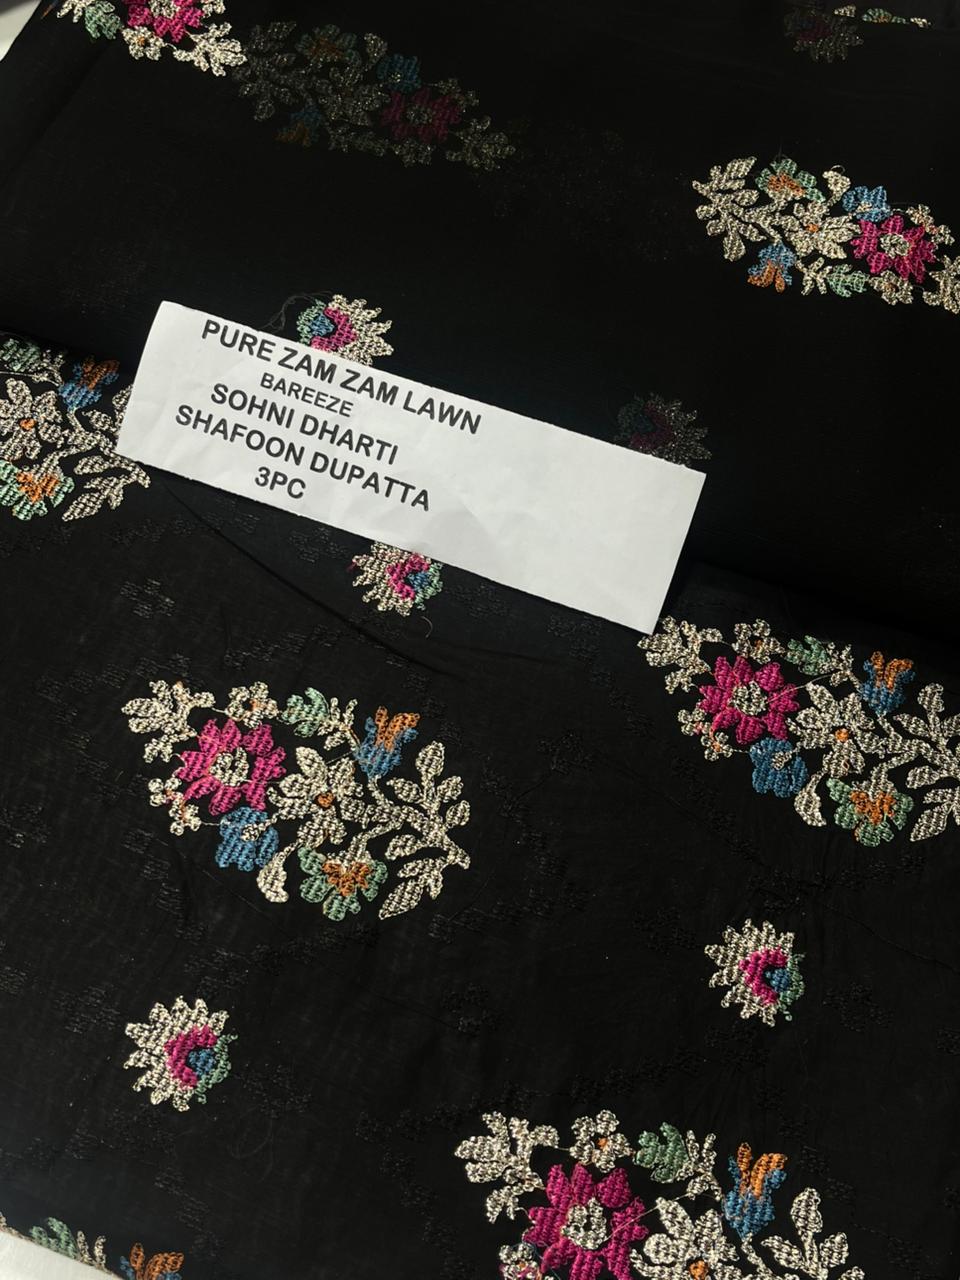 PURE ZAM ZAM LAWN
BAREEZE
SOHNI DHARTI
SHAFOON DUPATTA
3PC